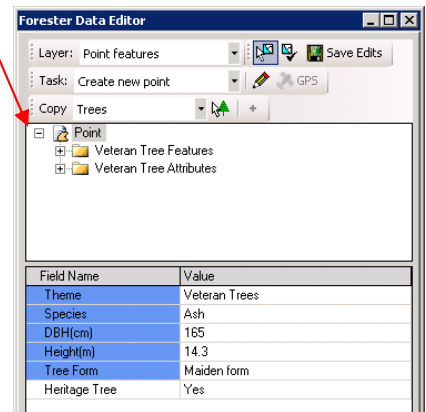 Forester Data Editor
Layer: Point features Save Edits
Task: Create new point GPS
Copy Trees
Point
Veteran Tree Features
Veteran Tree Attributes
Field Name Value
Theme Veteran Trees
Species Ash
DBH(cm) 165
Height(m) 14.3
Tree Form Maiden form
Heritage Tree Yes